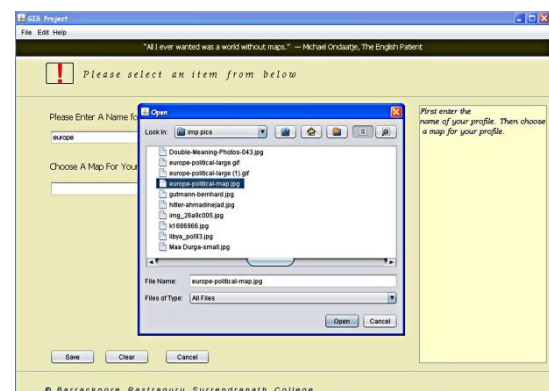 GIS Project
File Edit Help
"All I ever wanted was a world without maps." — Michael Ondaatje, The English Patient
! Please select an item from below
Please Enter A Name fo
europe
Choose A Map For Your
Open
Look In: imp pics
Double-Meaning-Photos-043.jpg
europe-political-large.gif
europe-political-large (1).gif
europe-political-map.jpg
gutmann-bernhard.jpg
hitler-ahmadinejad.jpg
img_26a9c005.jpg
k1686966.jpg
libya_pol93.jpg
Maa Durga-small.jpg
File Name: europe-political-map.jpg
Files of Type: All Files
Open Cancel
First enter the
name of your profile. Then choose
a map for your profile.
Save Clear Cancel
© Barrackpore Rastraguru Surrendranath College